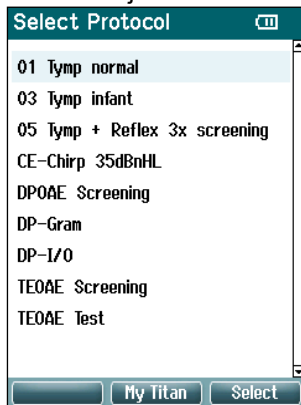 Select Protocol
01 Tymp normal
03 Tymp infant
05 Tymp + Reflex 3x screening
CE-Chirp 35dBnHL
DPOAE Screening
DP-Gram
DP-I/O
TEOAE Screening
TEOAE Test
My Titan Select